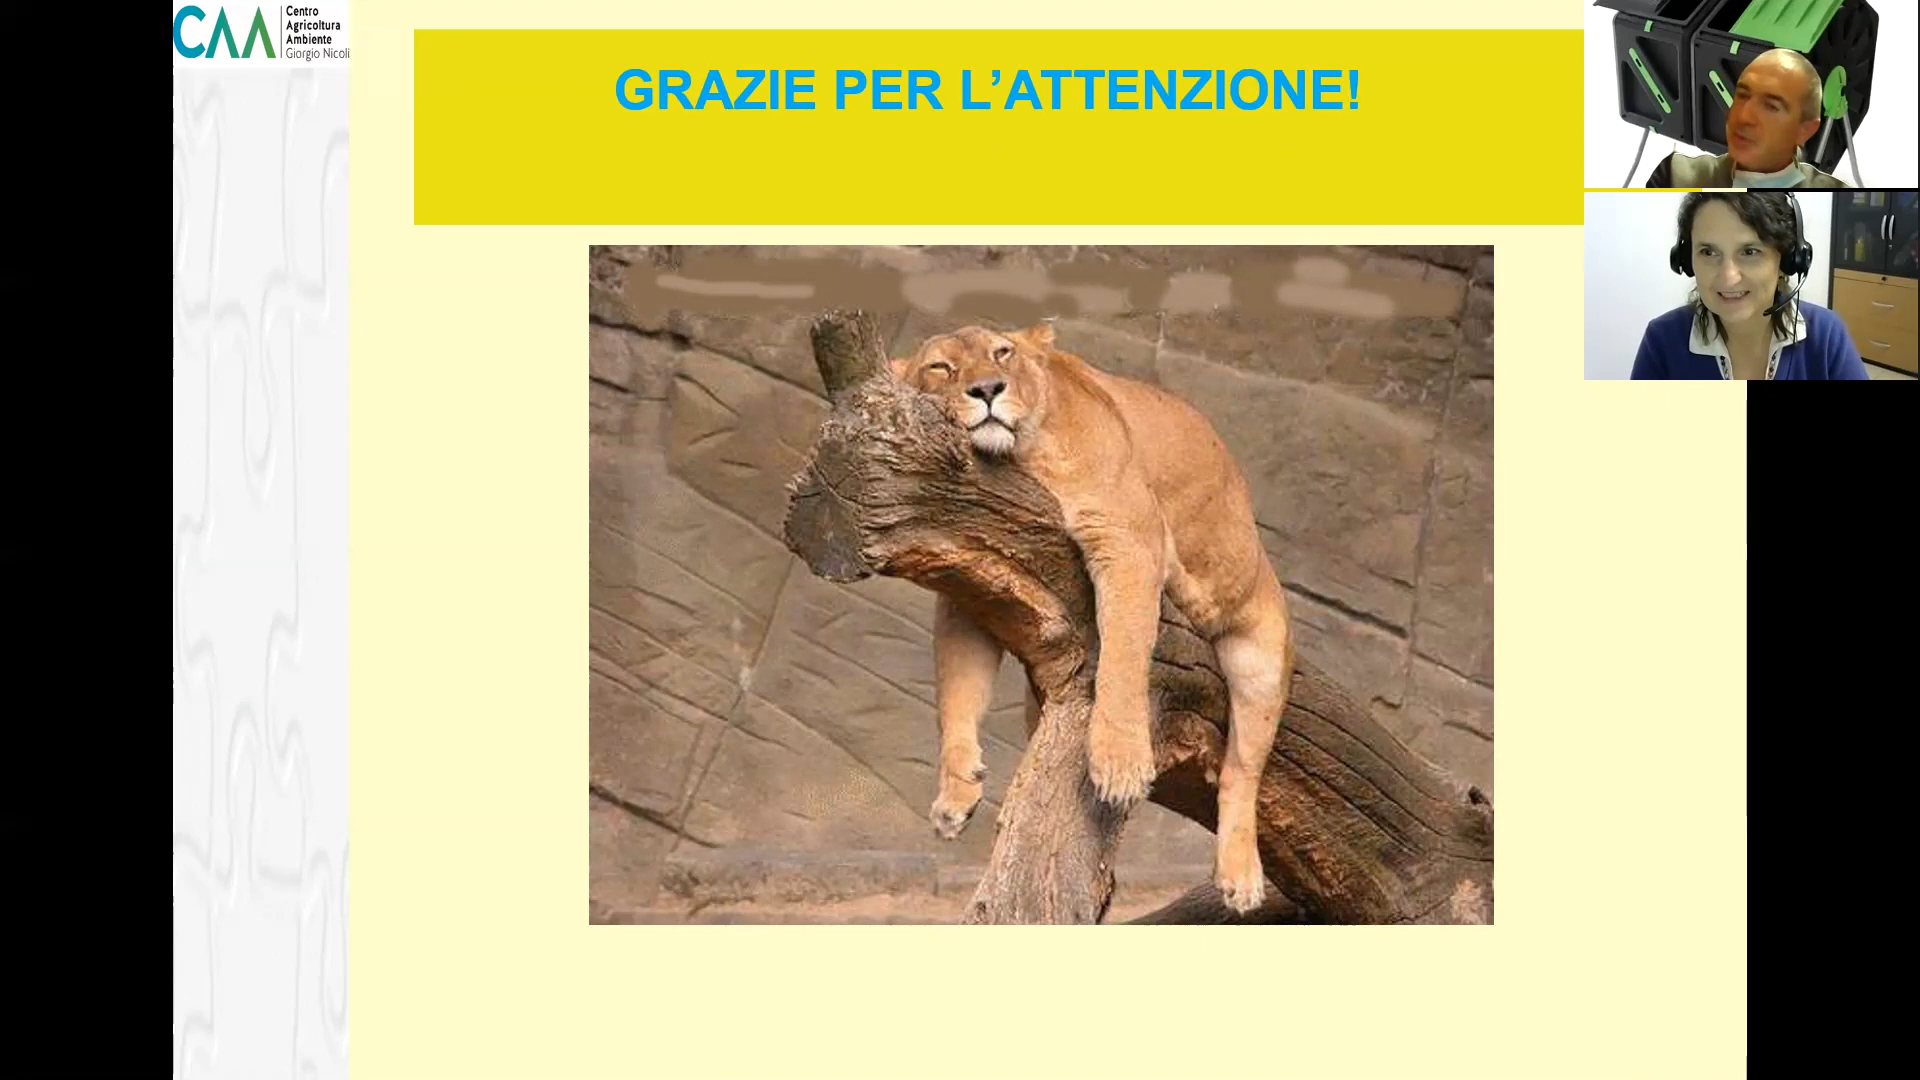 Centro
Agricoltura
Ambiente
Giorgio Nicoli
CAA
GRAZIE PER L’ATTENZIONE!